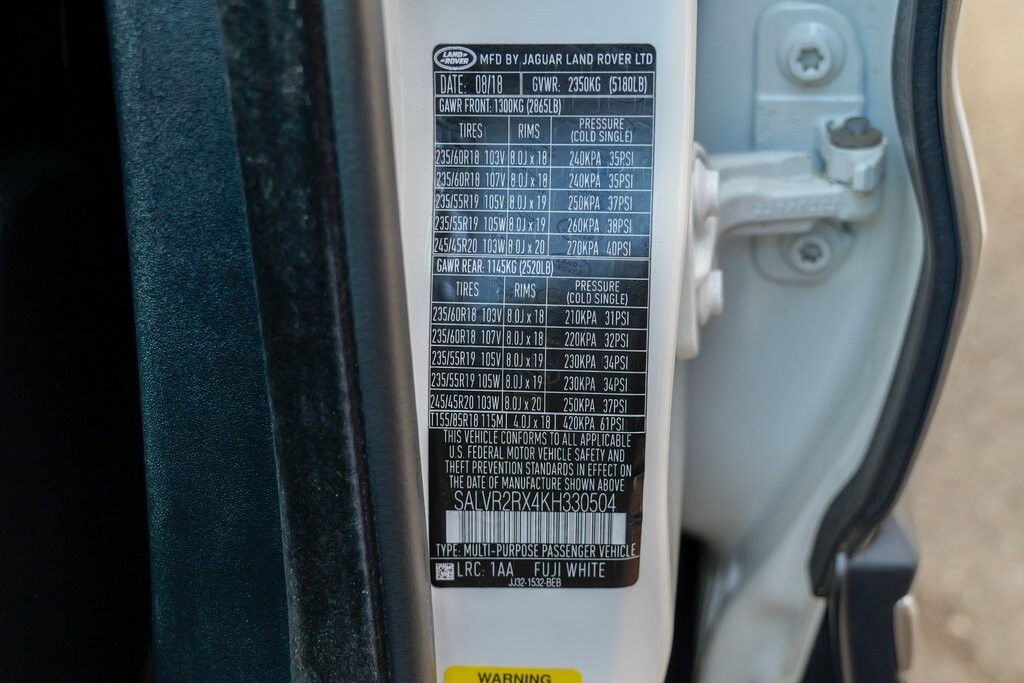 LAND ROVER MFD BY JAGUAR LAND ROVER LTD
DATE: 08/18 GVWR: 2350KG (5180LB)
GAWR FRONT: 1300KG (2865LB)
TIRES RIMS PRESSURE (COLD SINGLE)
235/60R18 103V 8.0J x 18 240KPA 35PSI
235/60R18 107V 8.0J x 18 240KPA 35PSI
235/55R19 105V 8.0J x 19 250KPA 37PSI
235/55R19 105W 8.0J x 19 260KPA 38PSI
245/45R20 103W 8.0J x 20 270KPA 40PSI
GAWR REAR: 1145KG (2520LB)
TIRES RIMS PRESSURE (COLD SINGLE)
235/60R18 103V 8.0J x 18 210KPA 31PSI
235/60R18 107V 8.0J x 18 220KPA 32PSI
235/55R19 105V 8.0J x 19 230KPA 34PSI
235/55R19 105W 8.0J x 19 230KPA 34PSI
245/45R20 103W 8.0J x 20 250KPA 37PSI
T155/85R18 115M 4.0J x 18 420KPA 61PSI
THIS VEHICLE CONFORMS TO ALL APPLICABLE
U.S. FEDERAL MOTOR VEHICLE SAFETY AND
THEFT PREVENTION STANDARDS IN EFFECT ON
THE DATE OF MANUFACTURE SHOWN ABOVE
SALVR2RX4KH330504
TYPE: MULTI-PURPOSE PASSENGER VEHICLE
LRC: 1AA FUJI WHITE
JJ32-1532-BEB
WARNING